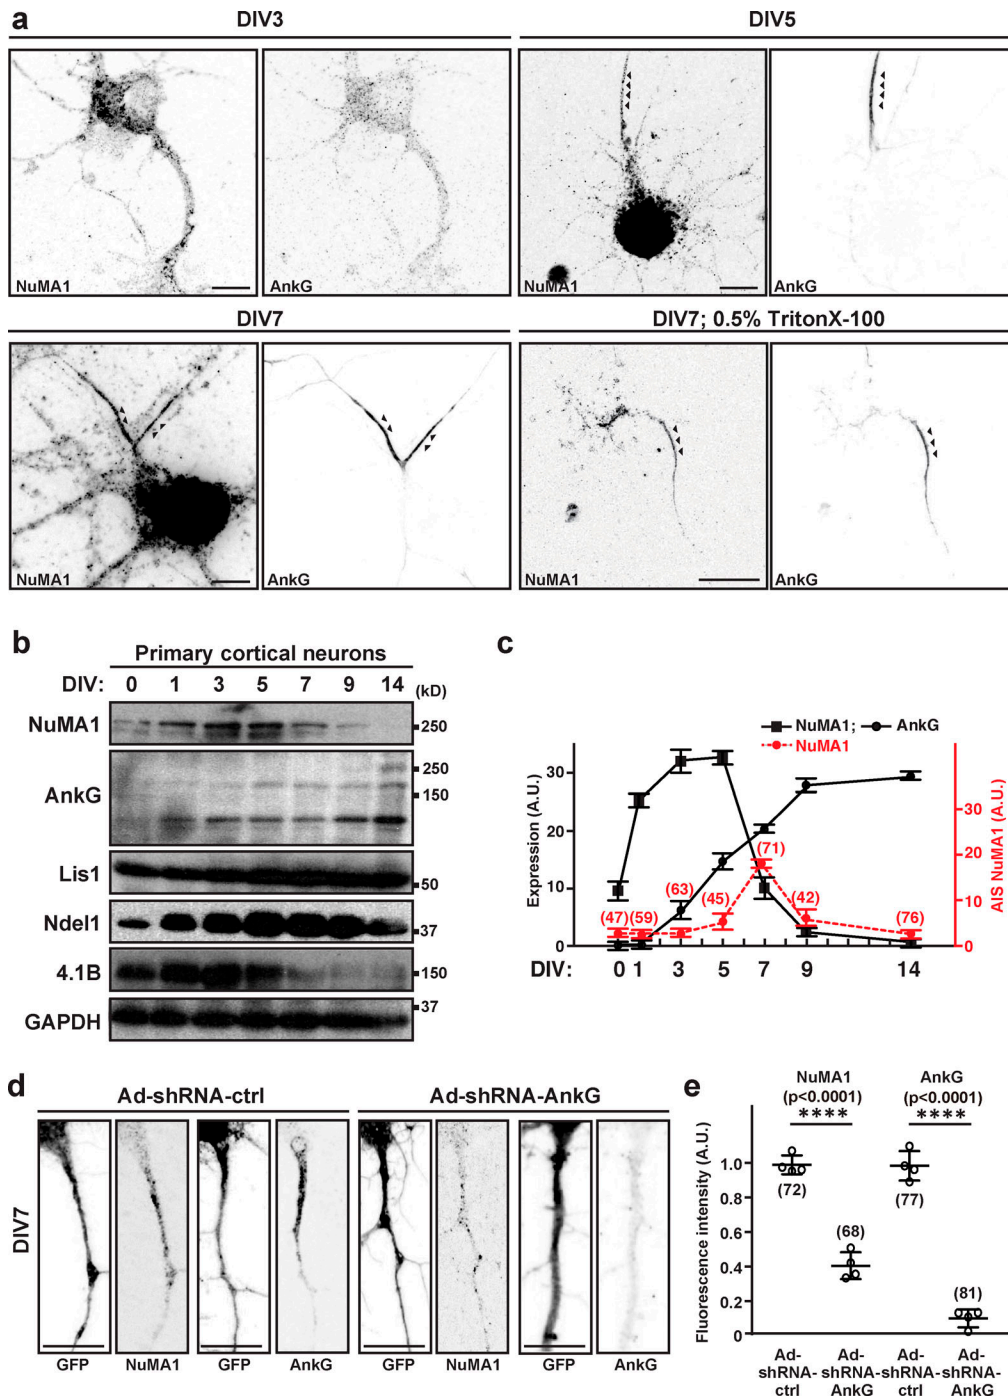 a
DIV3
DIV5
NuMA1
AnkG
NuMA1
AnkG
DIV7
DIV7; 0.5% TritonX-100
NuMA1
AnkG
NuMA1
AnkG
b
Primary cortical neurons
DIV: 0 1 3 5 7 9 14 (kD)
NuMA1
250
AnkG
250
150
Lis1
50
Ndel1
37
4.1B
150
37
GAPDH
c
NuMA1; AnkG
NuMA1
Expression (A.U.)
30
20
10
0
AIS NuMA1 (A.U.)
30
20
10
0
(47) (59) (63) (45) (71) (42) (76)
DIV: 0 1 3 5 7 9 14
d
Ad-shRNA-ctrl
Ad-shRNA-AnkG
DIV7
GFP NuMA1 GFP AnkG GFP NuMA1 GFP AnkG
e
NuMA1
(p<0.0001)
****
AnkG
(p<0.0001)
****
Fluorescence intensity (A.U.)
1.0
0.8
0.6
0.4
0.2
0
(72)
(68)
(77)
(81)
Ad-shRNA-ctrl
Ad-shRNA-AnkG
Ad-shRNA-ctrl
Ad-shRNA-AnkG